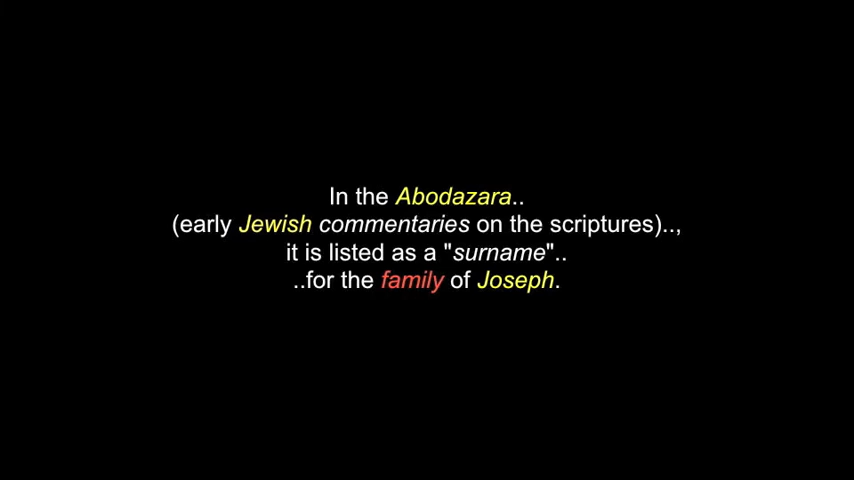 In the Abodazara..
(early Jewish commentaries on the scriptures)..,
it is listed as a "surname"..
..for the family of Joseph.